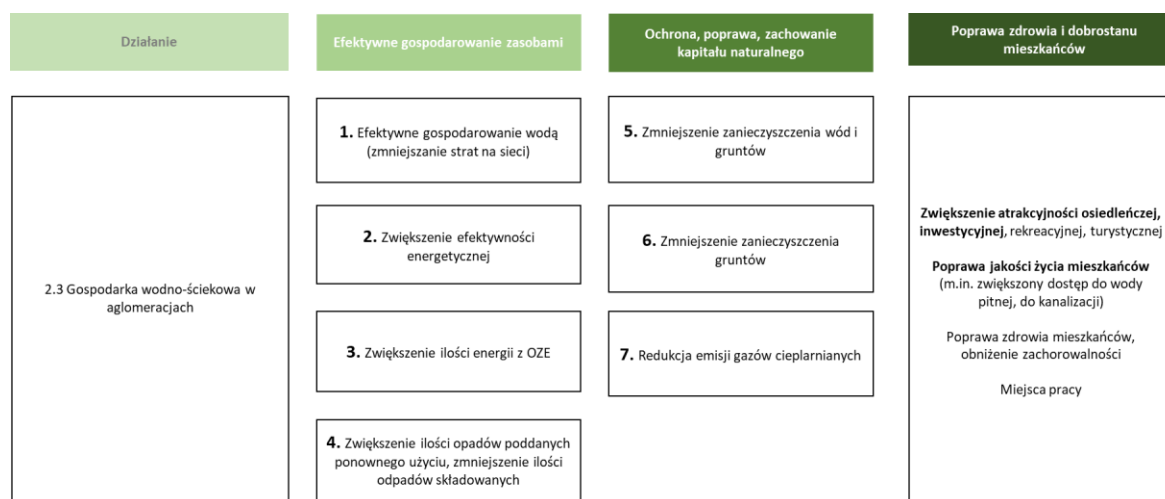 Działanie
Efektywne gospodarowanie zasobami
Ochrona, poprawa, zachowanie
kapitału naturalnego
Poprawa zdrowia i dobrostanu
mieszkańców
2.3 Gospodarka wodno-ściekowa w
aglomeracjach
1. Efektywne gospodarowanie wodą
(zmniejszanie strat na sieci)
2. Zwiększenie efektywności
energetycznej
3. Zwiększenie ilości energii z OZE
4. Zwiększenie ilości opadów poddanych
ponownego użyciu, zmniejszenie ilości
odpadów składowanych
5. Zmniejszenie zanieczyszczenia wód i
gruntów
6. Zmniejszenie zanieczyszczenia
gruntów
7. Redukcja emisji gazów cieplarnianych
Zwiększenie atrakcyjności osiedleńczej,
inwestycyjnej, rekreacyjnej, turystycznej
Poprawa jakości życia mieszkańców
(m.in. zwiększony dostęp do wody
pitnej, do kanalizacji)
Poprawa zdrowia mieszkańców,
obniżenie zachorowalności
Miejsca pracy